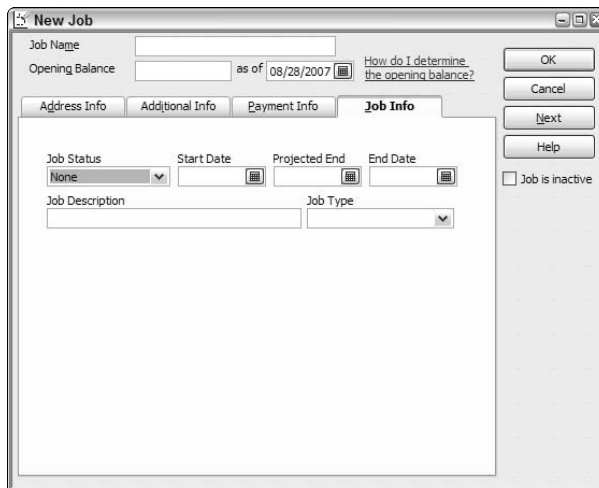 New Job
Job Name
Opening Balance as of 08/28/2007 How do I determine the opening balance?
OK
Cancel
Next
Help
Job is inactive
Address Info Additional Info Payment Info Job Info
Job Status Start Date Projected End End Date
None
Job Description Job Type